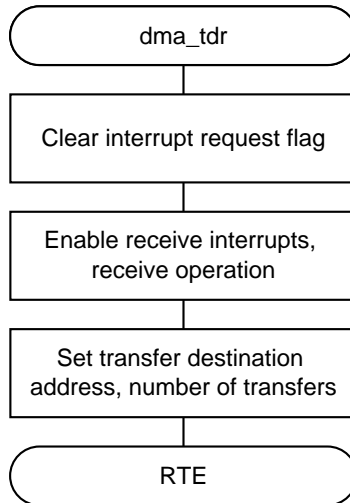 dma_tdr
Clear interrupt request flag
Enable receive interrupts,
receive operation
Set transfer destination
address, number of transfers
RTE